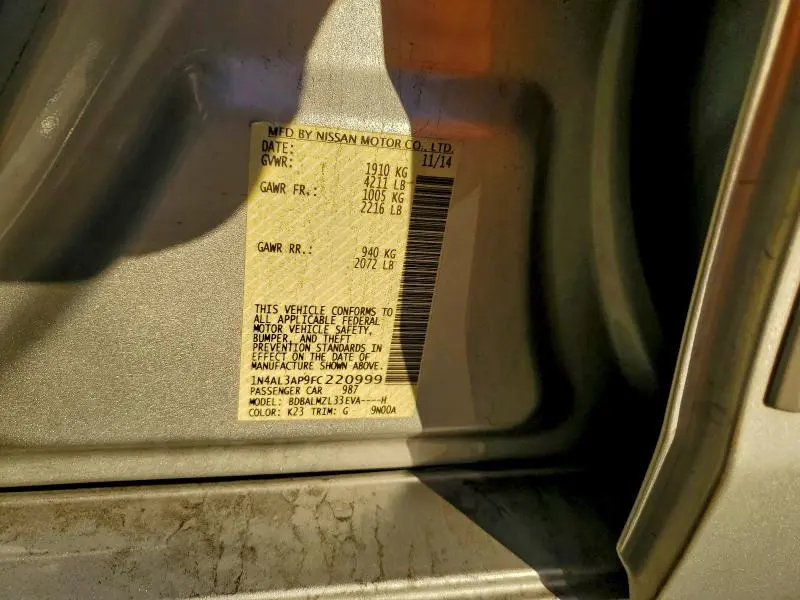 MFD BY NISSAN MOTOR CO., LTD.
DATE: 11/14
GVWR: 1910 KG
4211 LB
GAWR FR.: 1005 KG
2216 LB
GAWR RR.: 940 KG
2072 LB
THIS VEHICLE CONFORMS TO
ALL APPLICABLE FEDERAL
MOTOR VEHICLE SAFETY,
BUMPER, AND THEFT
PREVENTION STANDARDS IN
EFFECT ON THE DATE OF
MANUFACTURE SHOWN ABOVE.
1N4AL3AP9FC220999
PASSENGER CAR 987
MODEL: BDBALMZL33EVA----H
COLOR: K23 TRIM: G 9N00A